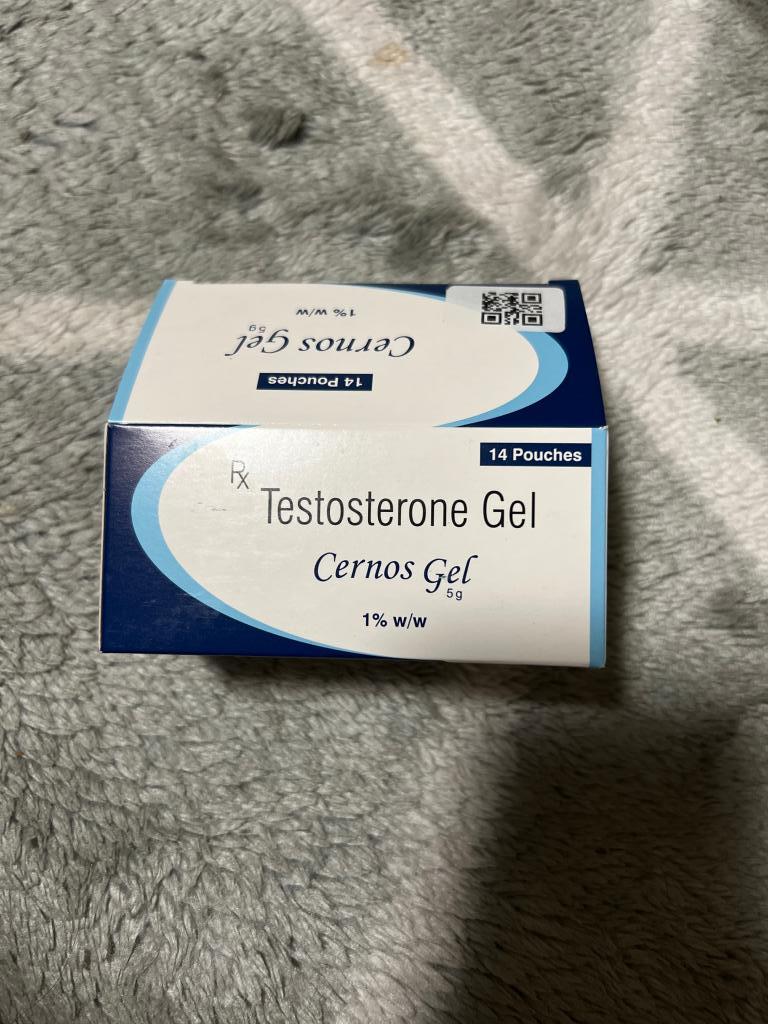 1% w/w
Cernos Gel
5g
14 Pouches
14 Pouches
Rx
Testosterone Gel
Cernos Gel
5g
1% w/w